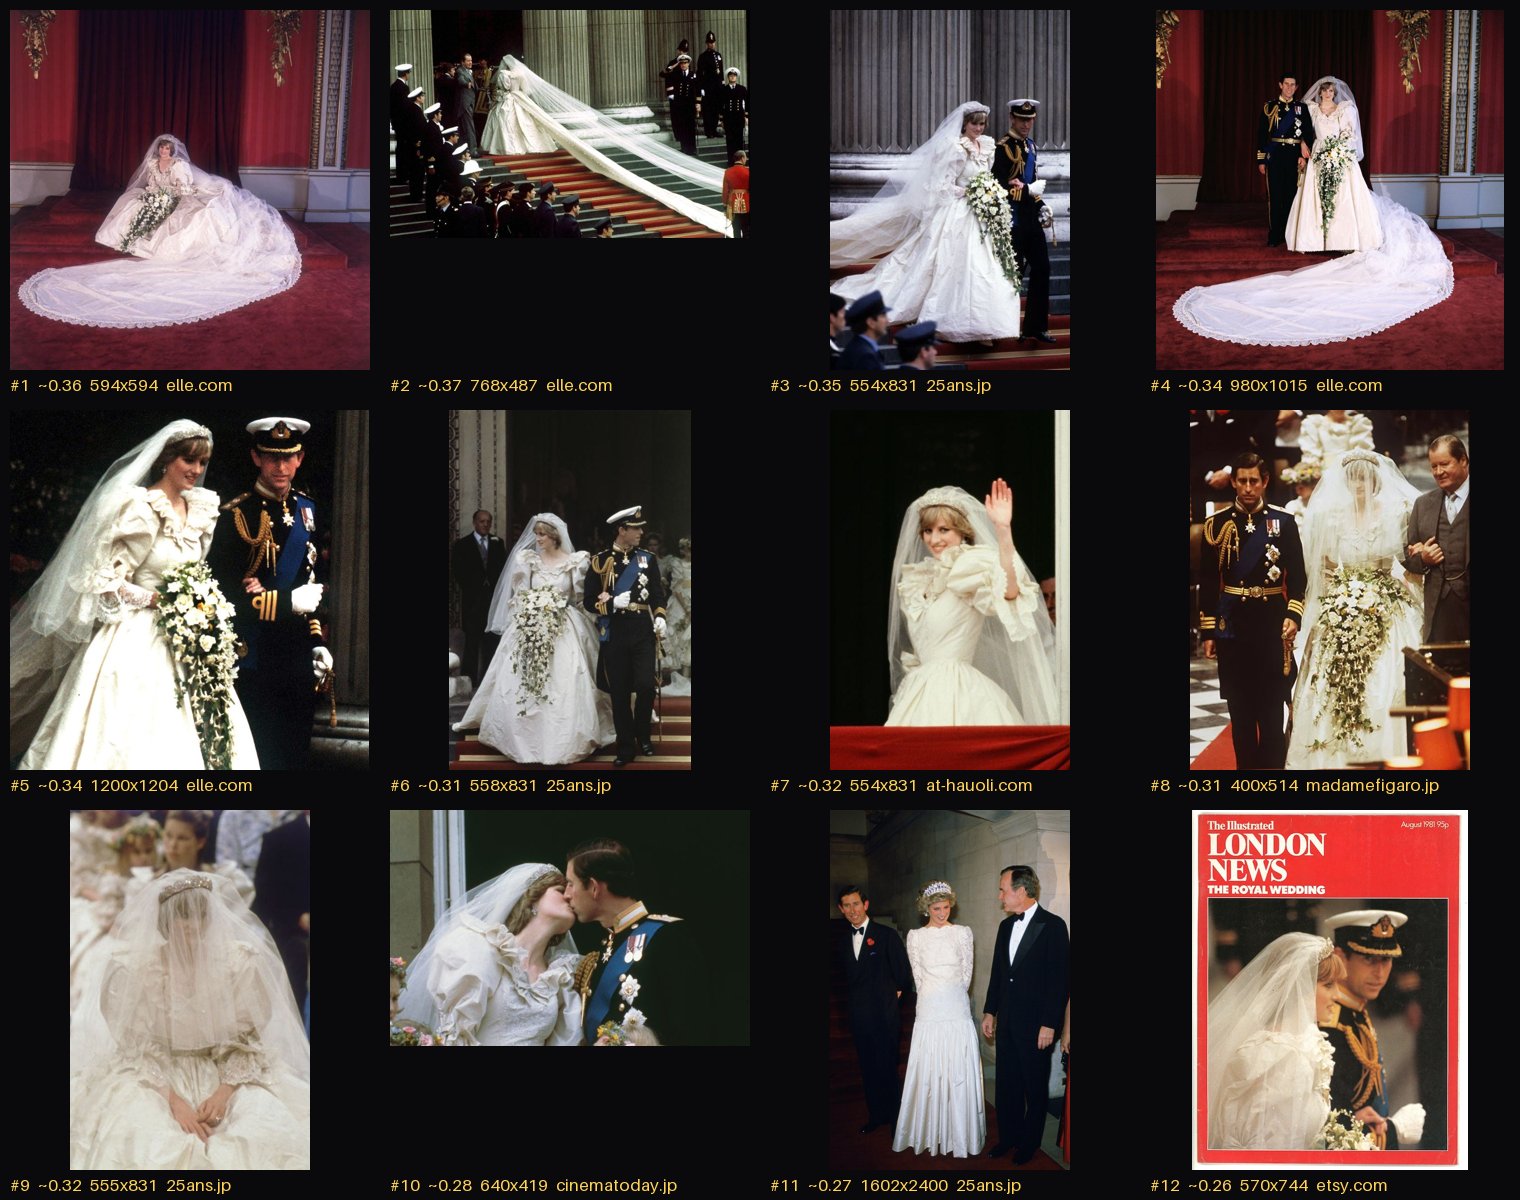 #1 ~0.36 594x594 elle.com
#2 ~0.37 768x487 elle.com
#3 ~0.35 554x831 25ans.jp
#4 ~0.34 980x1015 elle.com
#5 ~0.34 1200x1204 elle.com
#6 ~0.31 558x831 25ans.jp
#7 ~0.32 554x831 at-hauoli.com
#8 ~0.31 400x514 madamefigaro.jp
The Illustrated
August 1981 95p
LONDON
NEWS
THE ROYAL WEDDING
#9 ~0.32 555x831 25ans.jp
#10 ~0.28 640x419 cinematoday.jp
#11 ~0.27 1602x2400 25ans.jp
#12 ~0.26 570x744 etsy.com